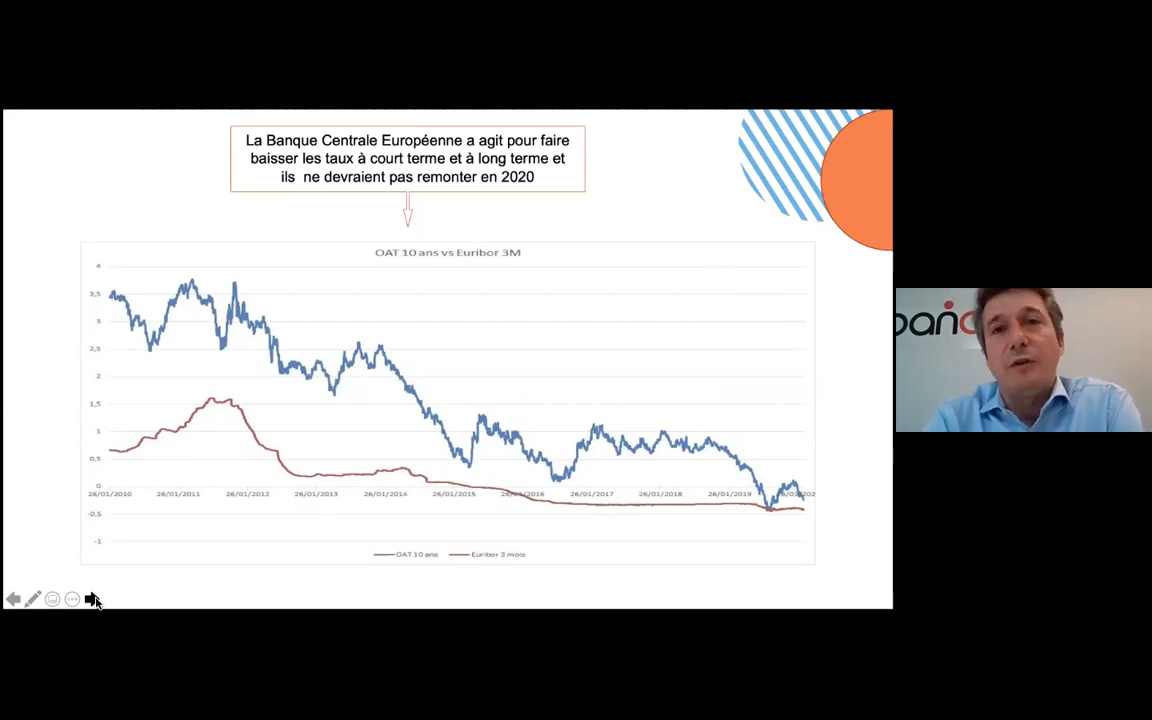 La Banque Centrale Européenne a agit pour faire
baisser les taux à court terme et à long terme et
ils ne devraient pas remonter en 2020
OAT 10 ans vs Euribor 3M
4
3,5
3
2,5
2
1,5
1
0,5
0
-0,5
-1
26/01/2010 26/01/2011 26/01/2012 26/01/2013 26/01/2014 26/01/2015 26/01/2016 26/01/2017 26/01/2018 26/01/2019
OAT 10 ans Euribor 3 mois